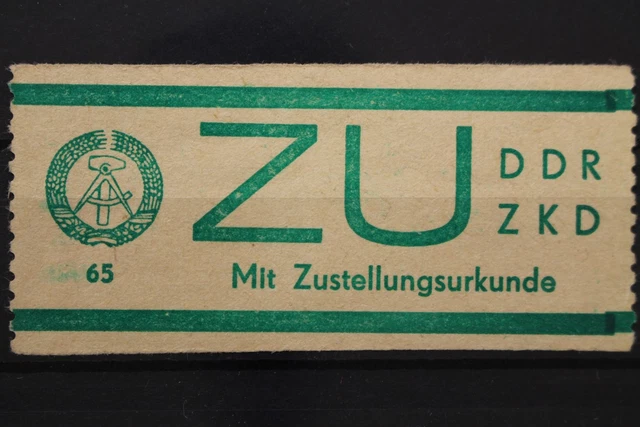 ZU
DDR
ZKD
65
Mit Zustellungsurkunde